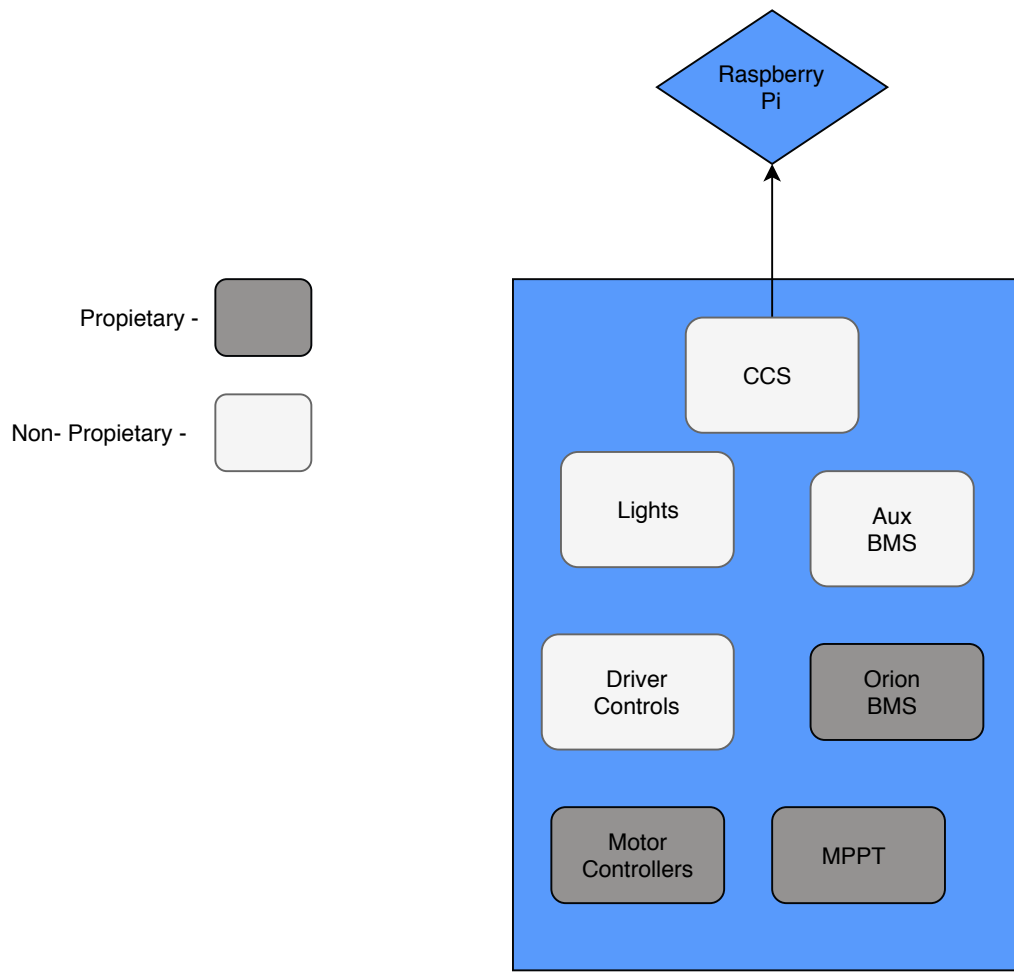 Raspberry
Pi
Propietary -
Non- Propietary -
CCS
Lights
Aux
BMS
Driver
Controls
Orion
BMS
Motor
Controllers
MPPT